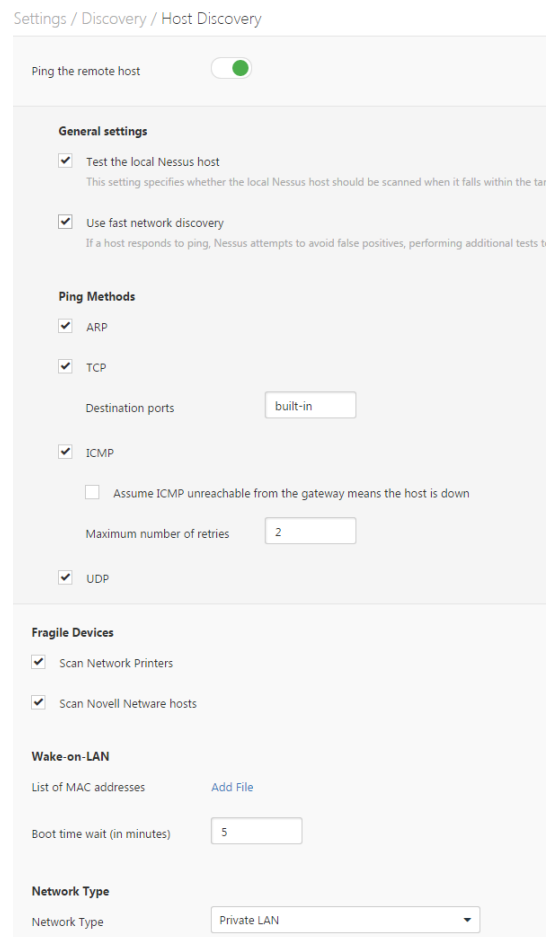 Settings / Discovery / Host Discovery
Ping the remote host
General settings
Test the local Nessus host
This setting specifies whether the local Nessus host should be scanned when it falls within the tar
Use fast network discovery
If a host responds to ping, Nessus attempts to avoid false positives, performing additional tests t
Ping Methods
ARP
TCP
Destination ports built-in
ICMP
Assume ICMP unreachable from the gateway means the host is down
Maximum number of retries 2
UDP
Fragile Devices
Scan Network Printers
Scan Novell Netware hosts
Wake-on-LAN
List of MAC addresses Add File
Boot time wait (in minutes) 5
Network Type
Network Type Private LAN